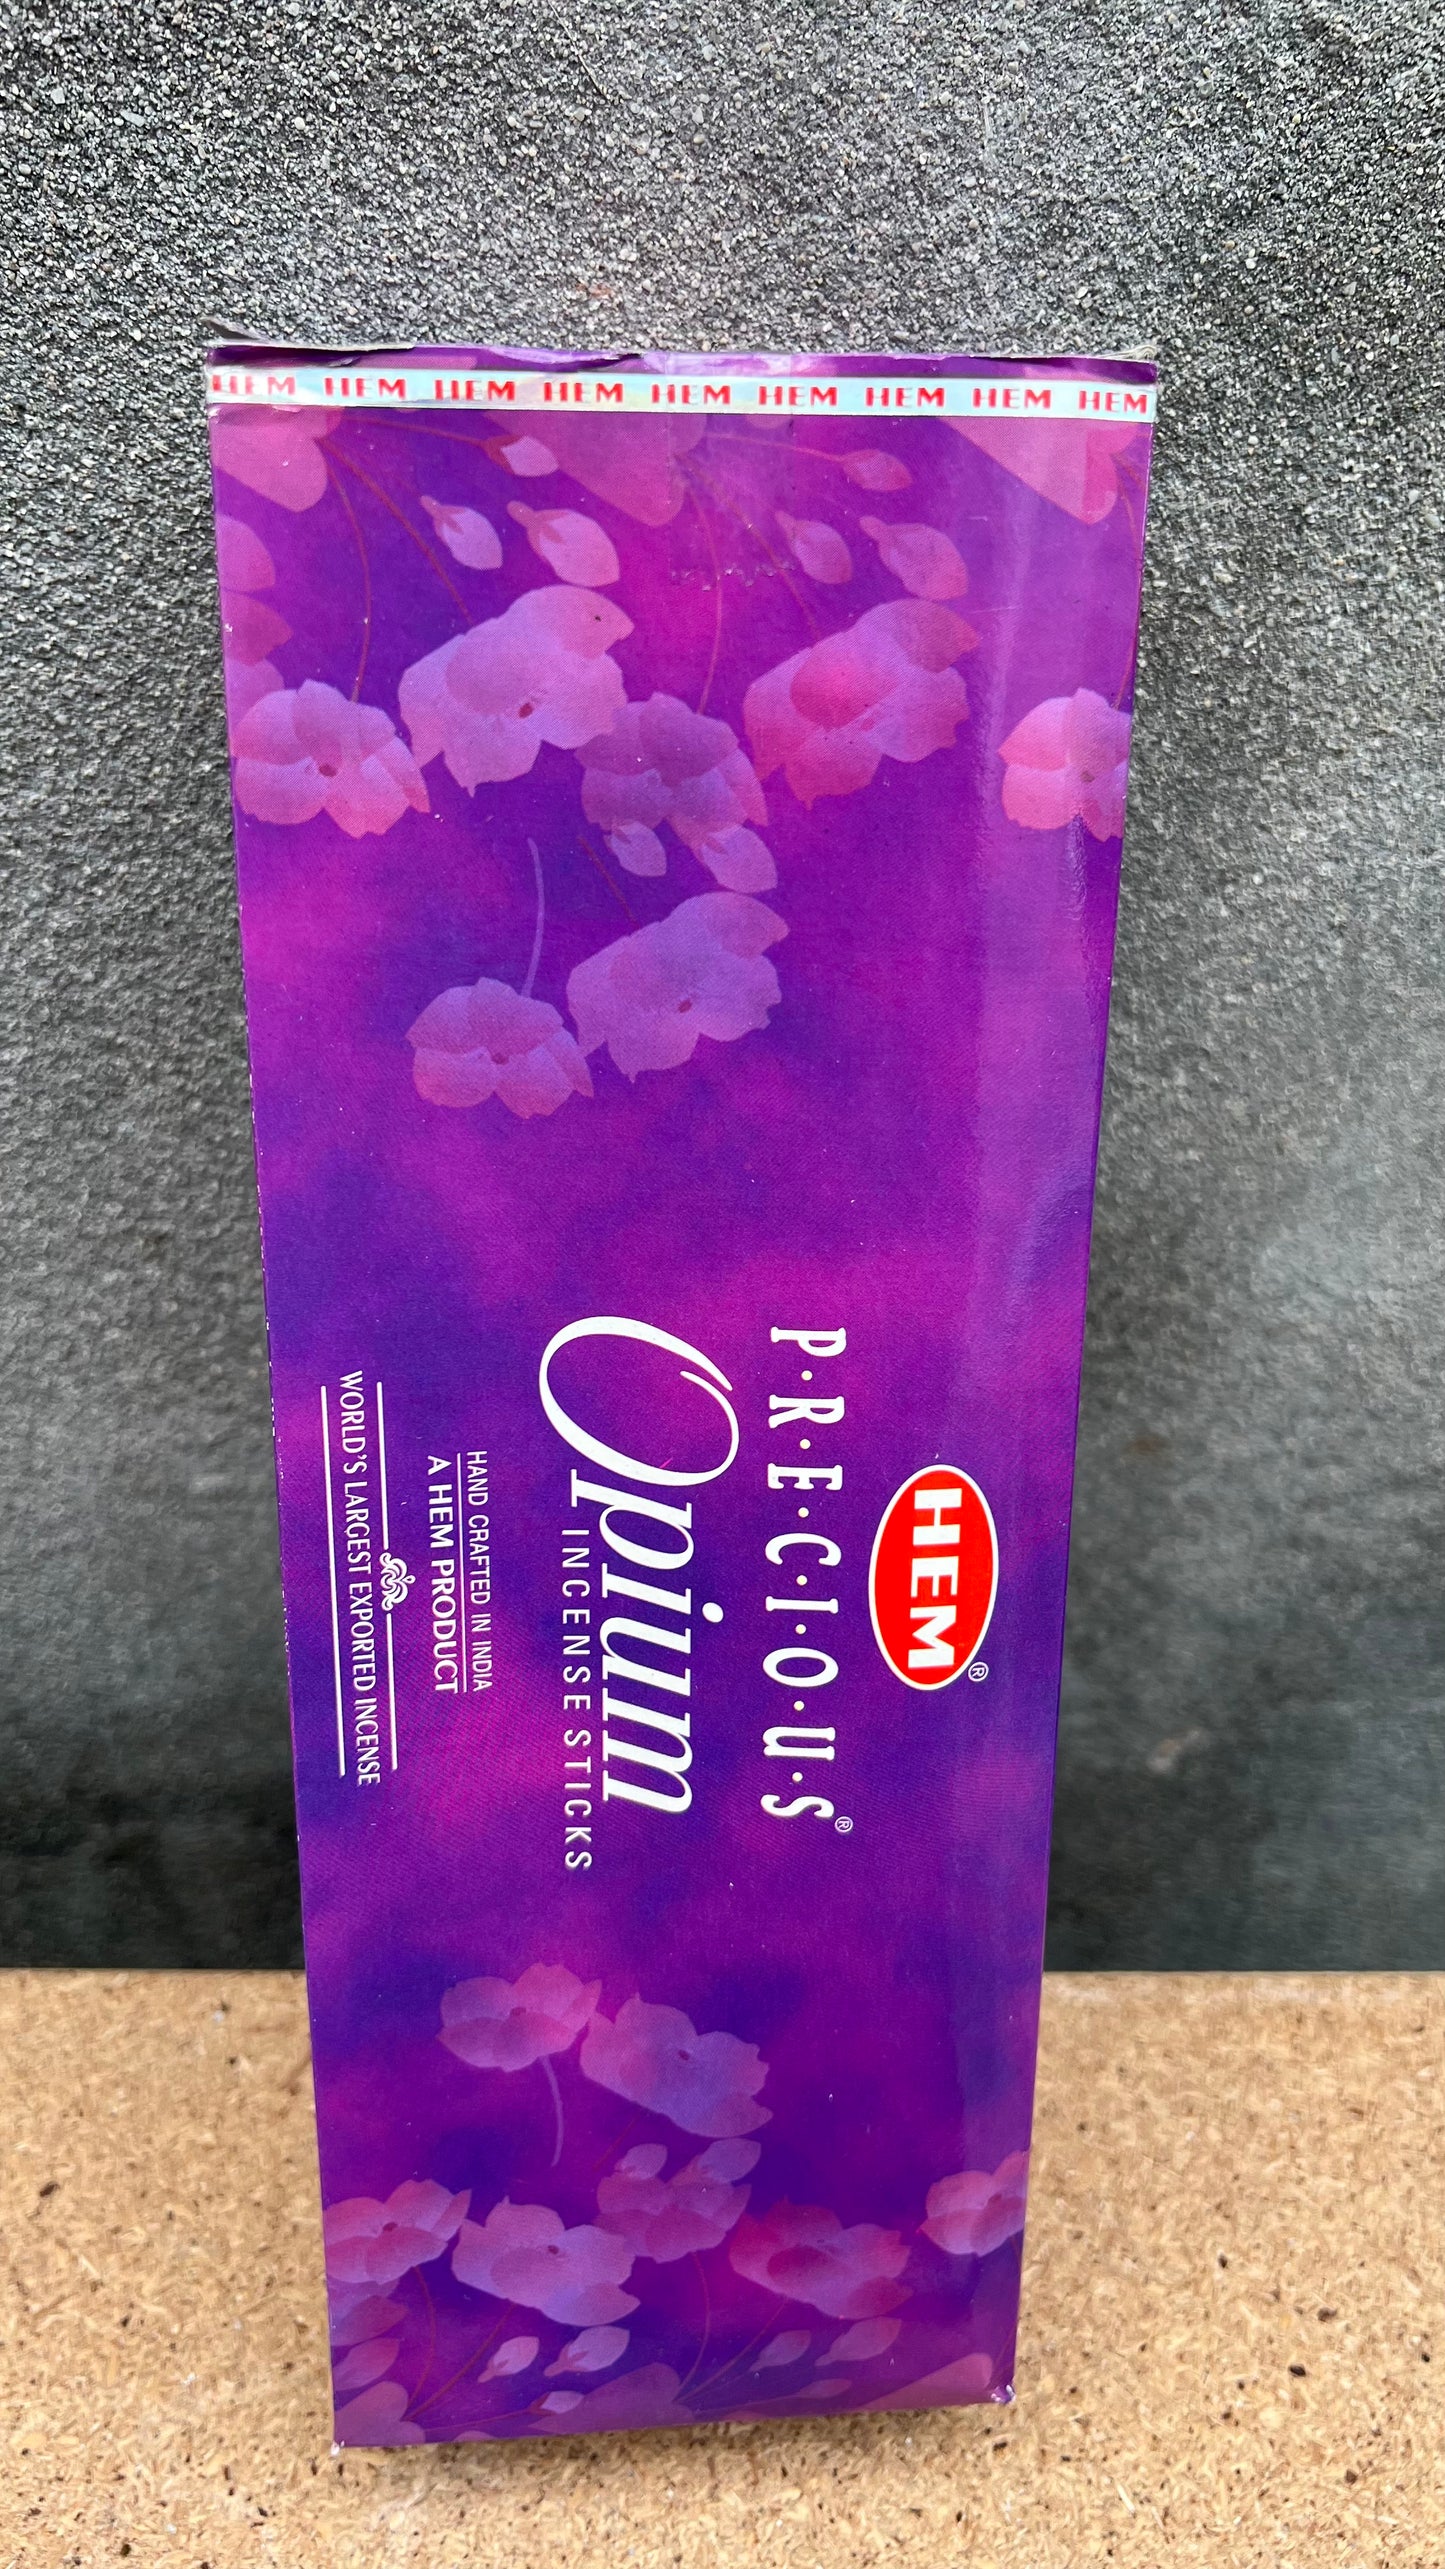 HEM HEM HEM HEM HEM HEM HEM HEM HEM
HEM®
P·R·E·C·I·O·U·S®
Opium
INCENSE STICKS
HAND CRAFTED IN INDIA
A HEM PRODUCT
WORLD'S LARGEST EXPORTED INCENSE